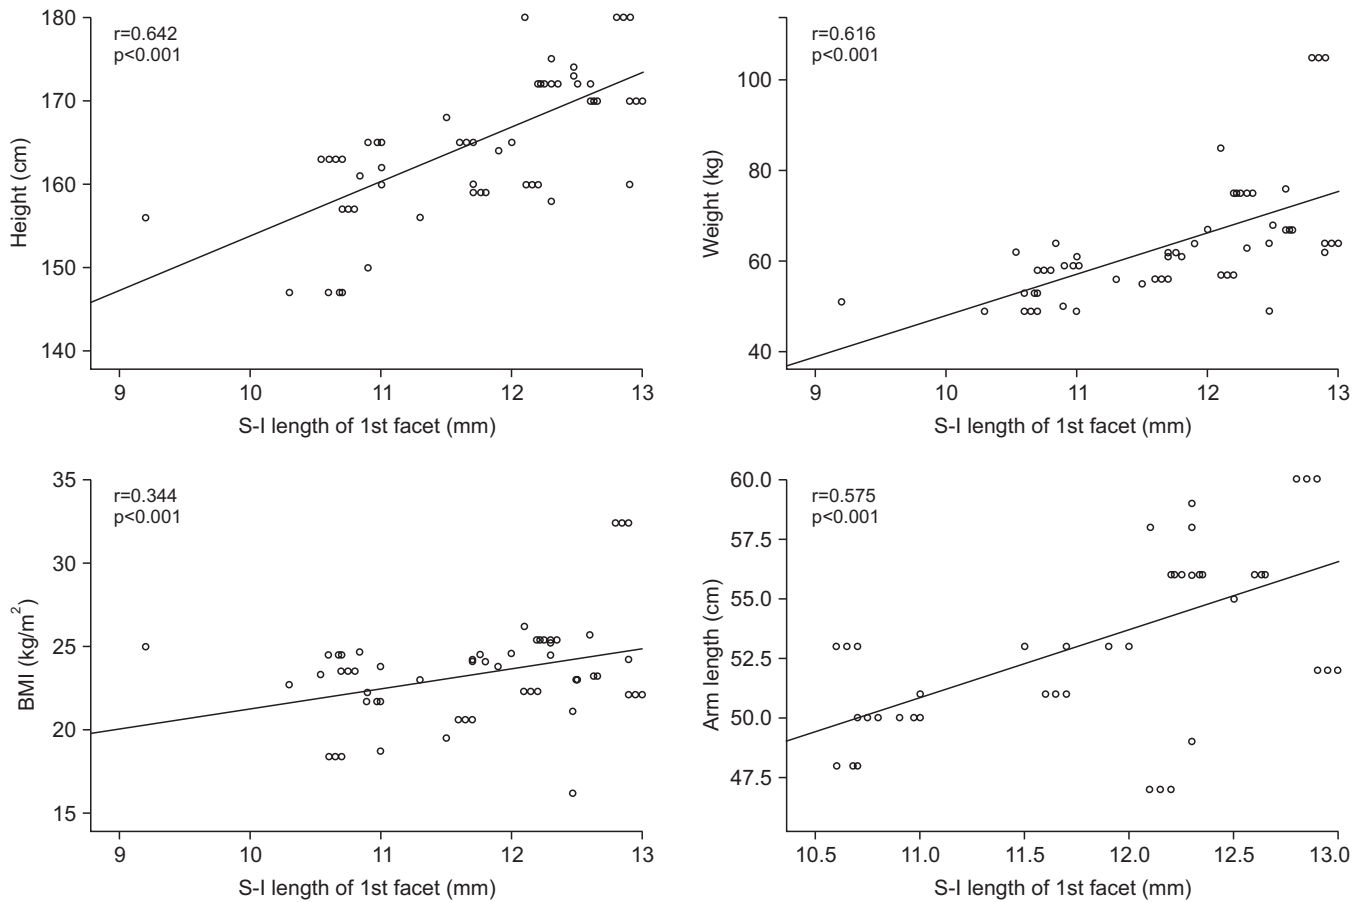 r=0.642
p<0.001
180
170
160
150
140
Height (cm)
9 10 11 12 13
S-I length of 1st facet (mm)
r=0.616
p<0.001
100
80
60
40
Weight (kg)
9 10 11 12 13
S-I length of 1st facet (mm)
r=0.344
p<0.001
35
30
25
20
15
BMI (kg/m²)
9 10 11 12 13
S-I length of 1st facet (mm)
r=0.575
p<0.001
60.0
57.5
55.0
52.5
50.0
47.5
Arm length (cm)
10.5 11.0 11.5 12.0 12.5 13.0
S-I length of 1st facet (mm)